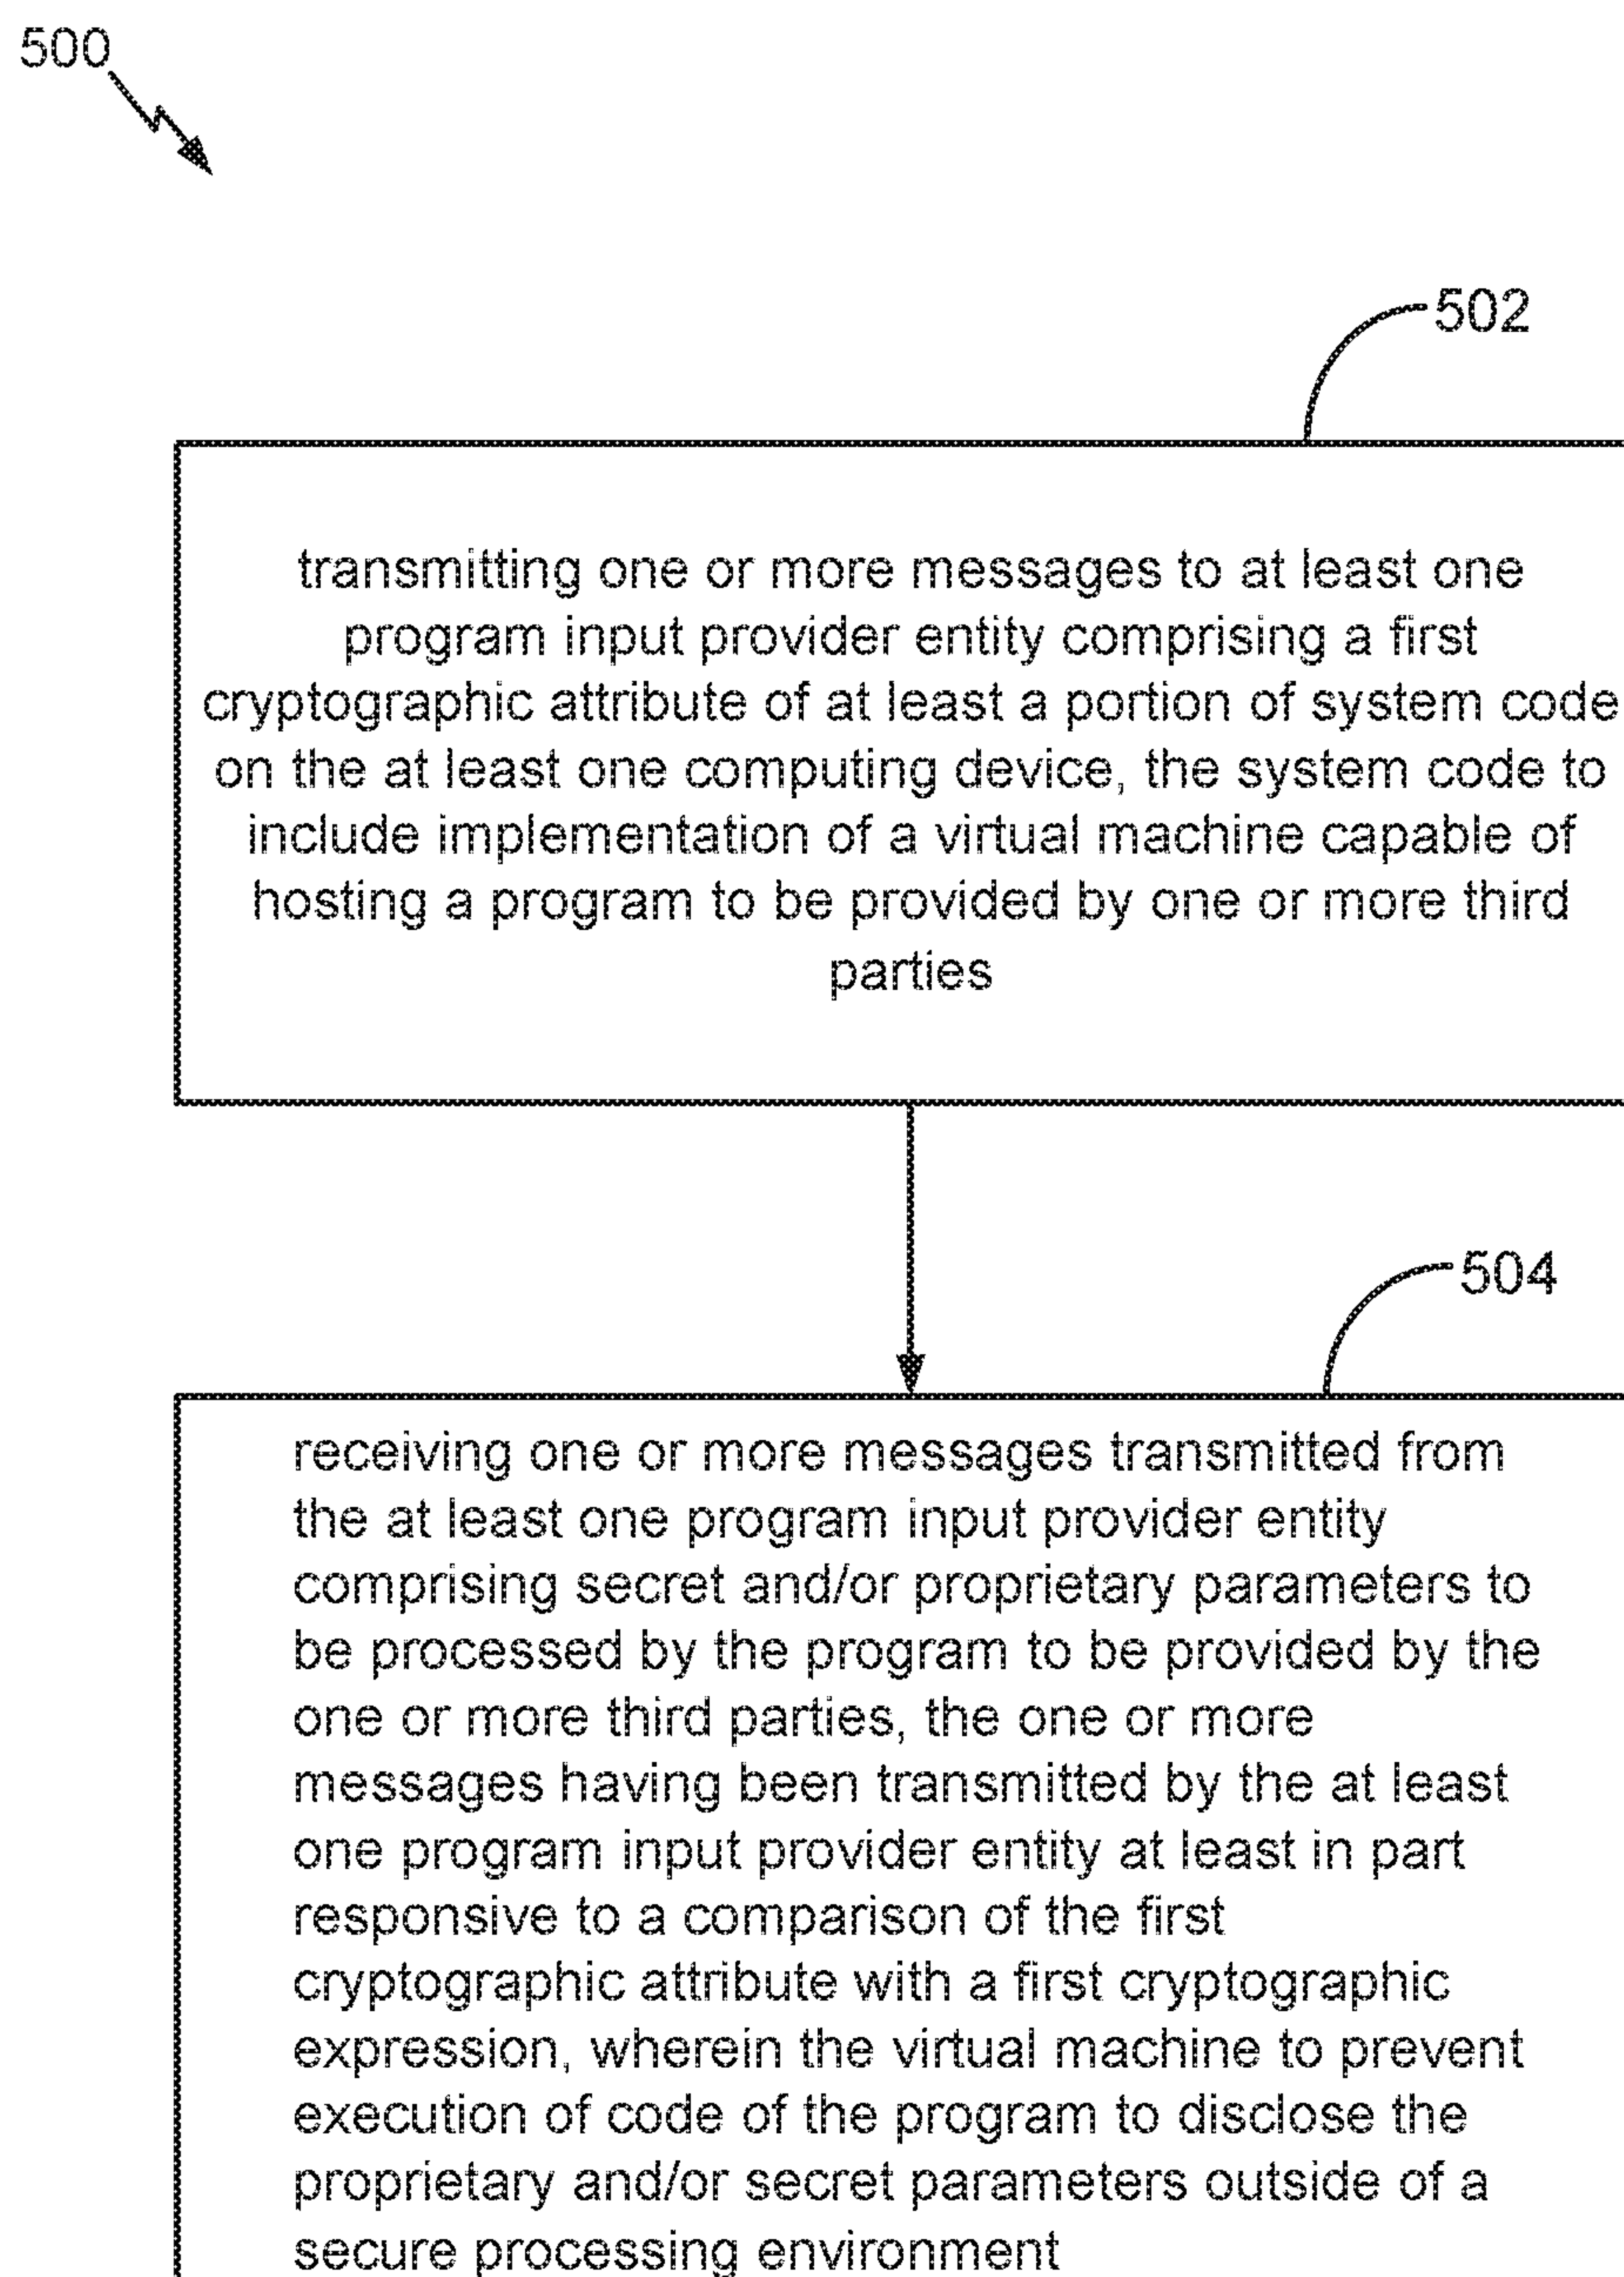 500
502
transmitting one or more messages to at least one
program input provider entity comprising a first
cryptographic attribute of at least a portion of system code
on the at least one computing device, the system code to
include implementation of a virtual machine capable of
hosting a program to be provided by one or more third
parties
504
receiving one or more messages transmitted from
the at least one program input provider entity
comprising secret and/or proprietary parameters to
be processed by the program to be provided by the
one or more third parties, the one or more
messages having been transmitted by the at least
one program input provider entity at least in part
responsive to a comparison of the first
cryptographic attribute with a first cryptographic
expression, wherein the virtual machine to prevent
execution of code of the program to disclose the
proprietary and/or secret parameters outside of a
secure processing environment